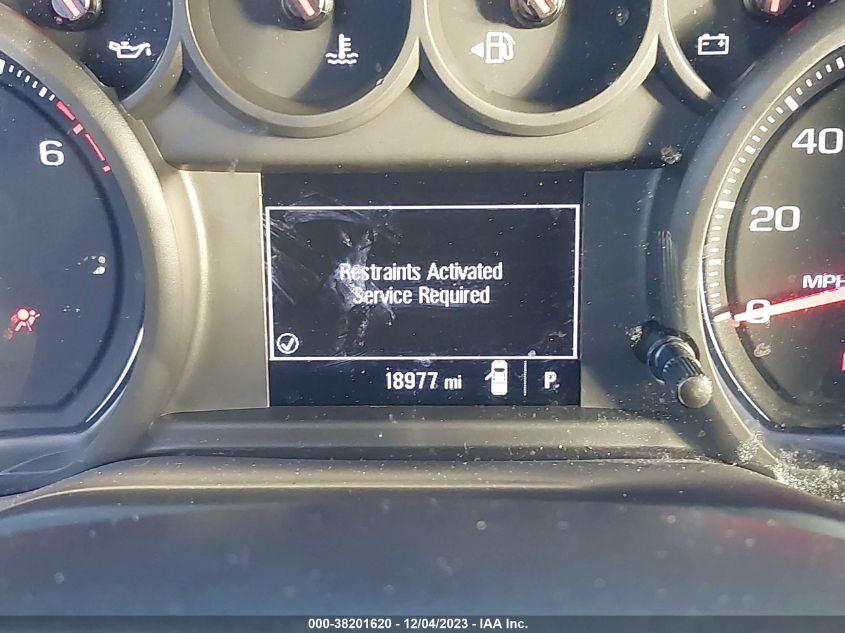 6
40
20
MPH
0
Restraints Activated
Service Required
18977 mi
P
000-38201620 - 12/04/2023 - IAA Inc.